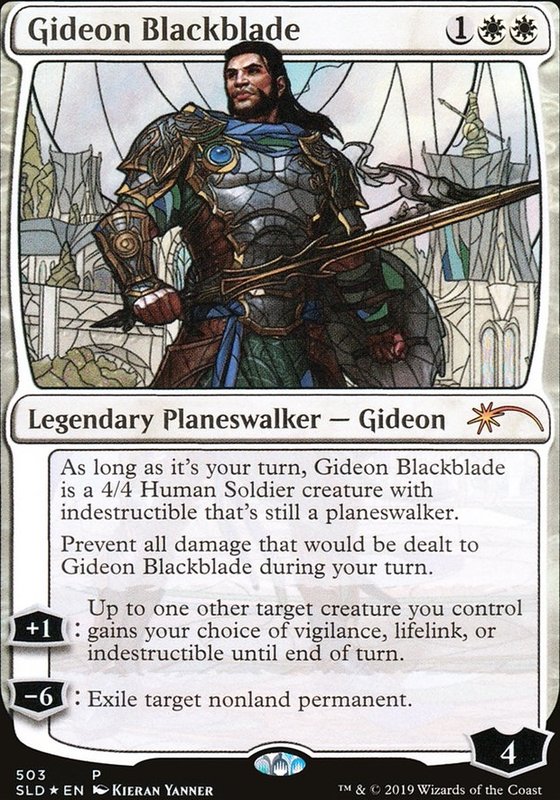 Gideon Blackblade 1
Legendary Planeswalker — Gideon
As long as it's your turn, Gideon Blackblade
is a 4/4 Human Soldier creature with
indestructible that's still a planeswalker.
Prevent all damage that would be dealt to
Gideon Blackblade during your turn.
+1 : Up to one other target creature you control
gains your choice of vigilance, lifelink, or
indestructible until end of turn.
−6 : Exile target nonland permanent.
4
503 P
SLD ★ EN Kieran Yanner ™ & © 2019 Wizards of the Coast